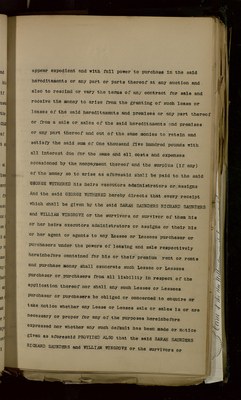 appear expedient and with full power to purchase in the said
hereditaments or any part or parts thereof at any auction and
also to rescind or vary the terms of any contract for sale and
receive the money to arise from the granting of such lease or
leases of the said hereditaments and premises or any part thereof
or from a sale or sales of the said hereditaments and premises
or any part thereof and out of the same monies to retain and
satisfy the said sum of One thousand five hundred pounds with
all interest due for the same and all costs and expenses
occasioned by the nonpayment thereof and the surplus (if any)
of the money so to arise as aforesaid shall be paid to the said
GEORGE his heirs executors administrators or assigns
And the said GEORGE hereby directs that every receipt
which shall be given by the said SARAH SAUNDERS RICHARD SAUNDERS
and WILLIAM or the survivors or survivor of them his
or her heirs executors administrators or assigns or their his
or her agent or agents to any Lessee or Lessees purchaser or
purchasers under the powers of leasing and sale respectively
hereinbefore contained for his or their premium rent or rents
and purchase money shall exonerate such Lessee or Lessees
purchaser or purchasers from all liability in respect of the
application thereof nor shall any such Lessee or Lessees
purchaser or purchasers be obliged or concerned to enquire or
take notice whether any lease or leases sale or sales is or are
necessary or proper for any of the purposes hereinbefore
expressed nor whether any such default has been made or notice
given as aforesaid PROVIDED ALSO that the said SARAH SAUNDERS
RICHARD SAUNDERS and WILLIAM or the survivors or